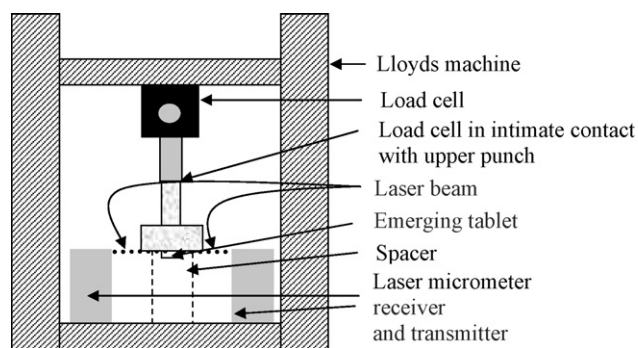 Lloyds machine
Load cell
Load cell in intimate contact
with upper punch
Laser beam
Emerging tablet
Spacer
Laser micrometer
receiver
and transmitter